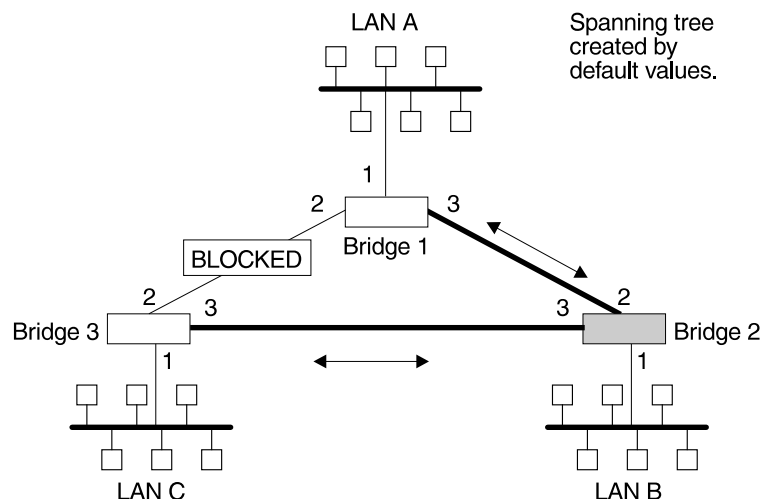 LAN A
Spanning tree
created by
default values.
1
2
3
Bridge 1
BLOCKED
2
3
3
2
Bridge 3
Bridge 2
1
1
LAN C
LAN B